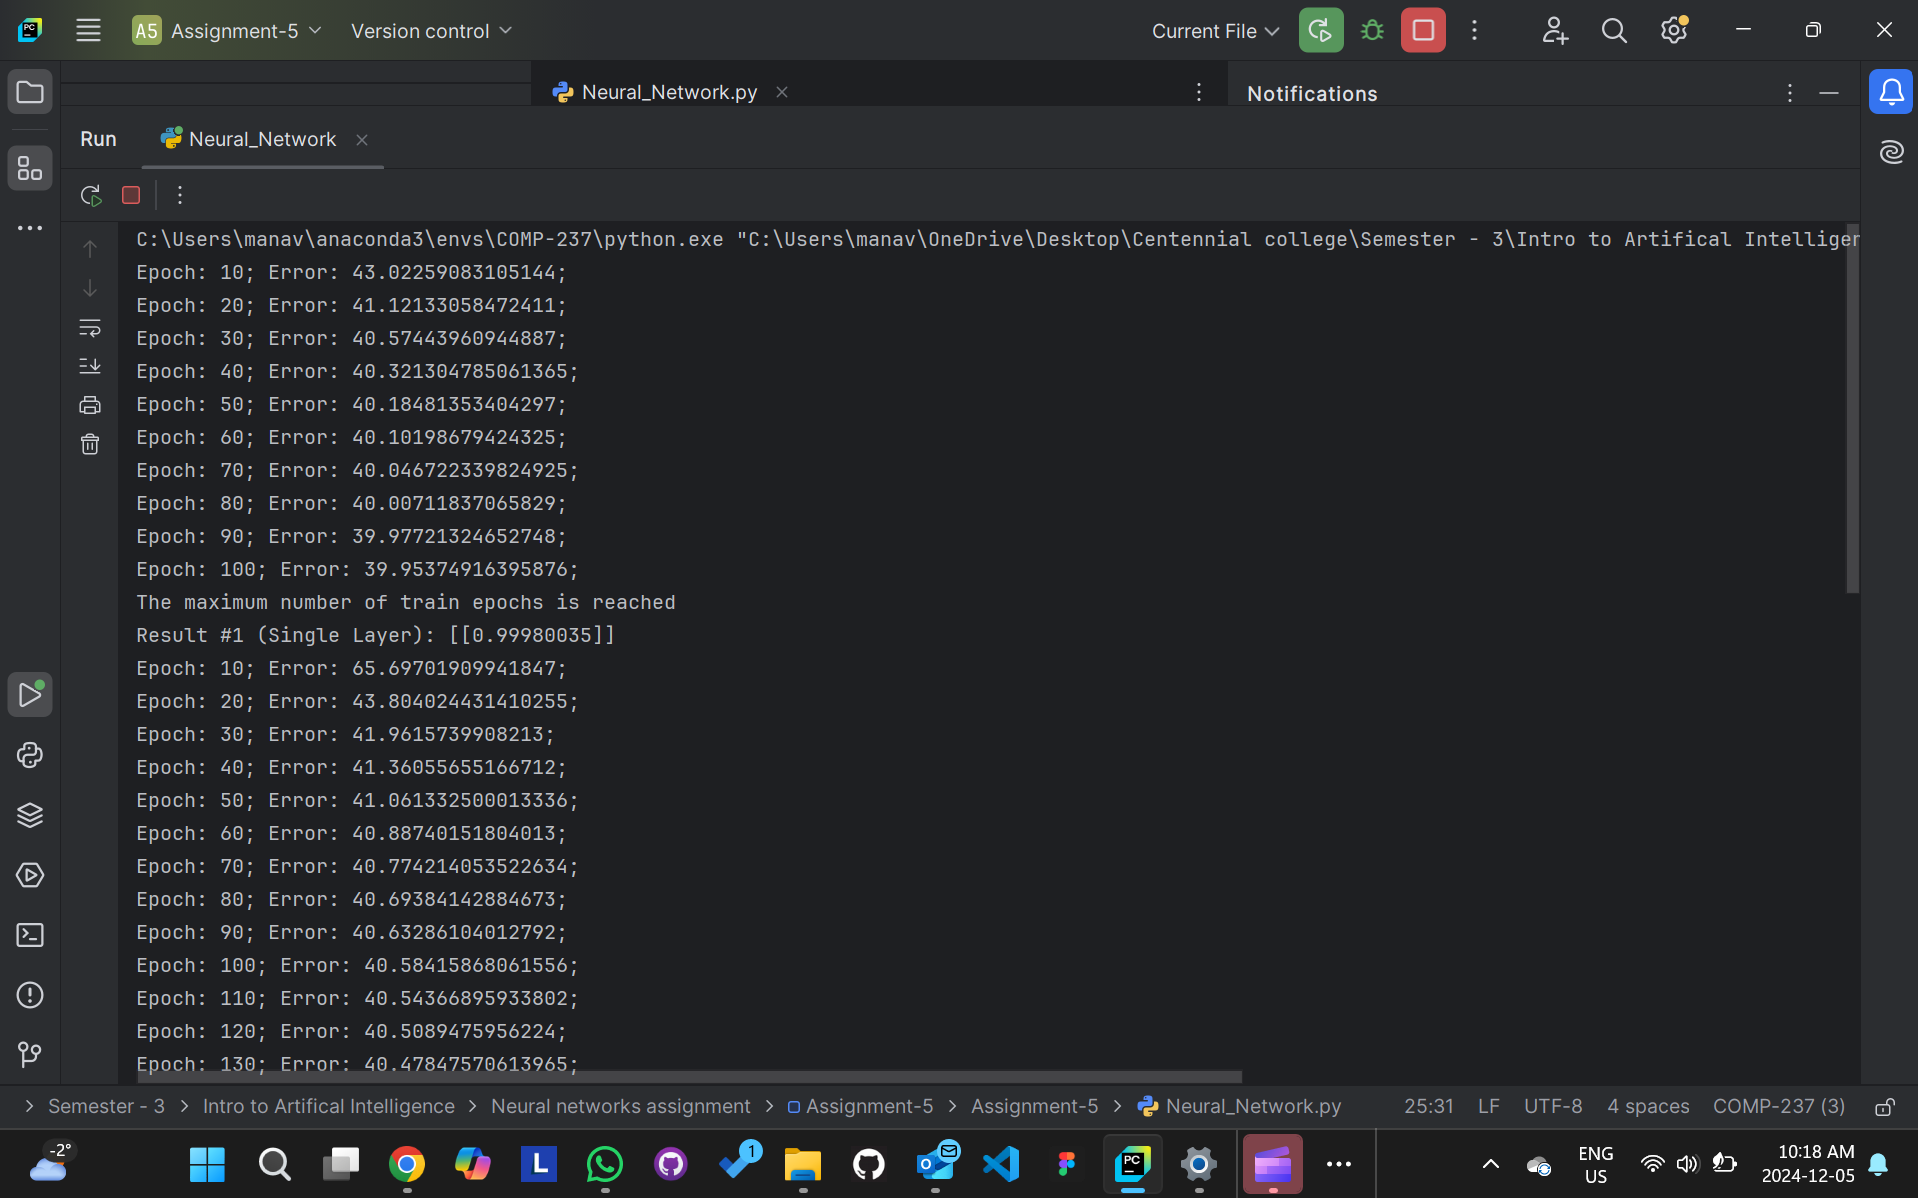 A5 Assignment-5 Version control Current File
Neural_Network.py
Notifications
Run Neural_Network
C:\Users\manav\anaconda3\envs\COMP-237\python.exe "C:\Users\manav\OneDrive\Desktop\Centennial college\Semester - 3\Intro to Artifical Intelliger
Epoch: 10; Error: 43.02259083105144;
Epoch: 20; Error: 41.12133058472411;
Epoch: 30; Error: 40.57443960944887;
Epoch: 40; Error: 40.321304785061365;
Epoch: 50; Error: 40.18481353404297;
Epoch: 60; Error: 40.10198679424325;
Epoch: 70; Error: 40.046722339824925;
Epoch: 80; Error: 40.00711837065829;
Epoch: 90; Error: 39.97721324652748;
Epoch: 100; Error: 39.95374916395876;
The maximum number of train epochs is reached
Result #1 (Single Layer): [[0.99980035]]
Epoch: 10; Error: 65.69701909941847;
Epoch: 20; Error: 43.804024431410255;
Epoch: 30; Error: 41.9615739908213;
Epoch: 40; Error: 41.36055655166712;
Epoch: 50; Error: 41.061332500013336;
Epoch: 60; Error: 40.88740151804013;
Epoch: 70; Error: 40.774214053522634;
Epoch: 80; Error: 40.69384142884673;
Epoch: 90; Error: 40.63286104012792;
Epoch: 100; Error: 40.58415868061556;
Epoch: 110; Error: 40.54366895933802;
Epoch: 120; Error: 40.5089475956224;
Epoch: 130; Error: 40.47847570613965;
Semester - 3 > Intro to Artifical Intelligence > Neural networks assignment > Assignment-5 > Assignment-5 > Neural_Network.py 25:31 LF UTF-8 4 spaces COMP-237 (3)
-2°
L
1
PC
ENG
US
10:18 AM
2024-12-05